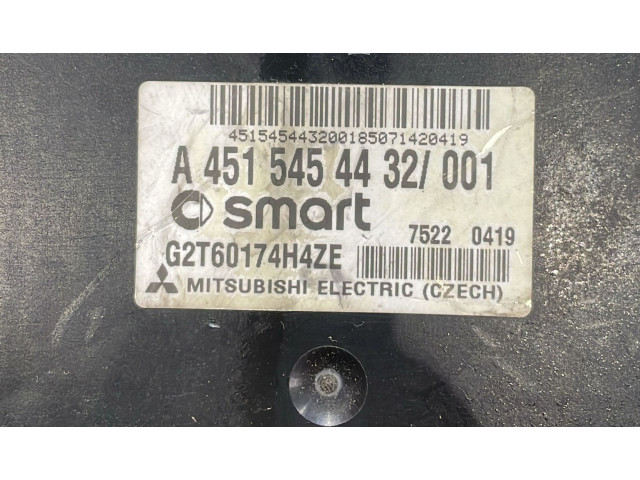 451545443200185071420419
A 451 545 44 32/ 001
smart
7522 0419
G2T60174H4ZE
MITSUBISHI ELECTRIC (CZECH)